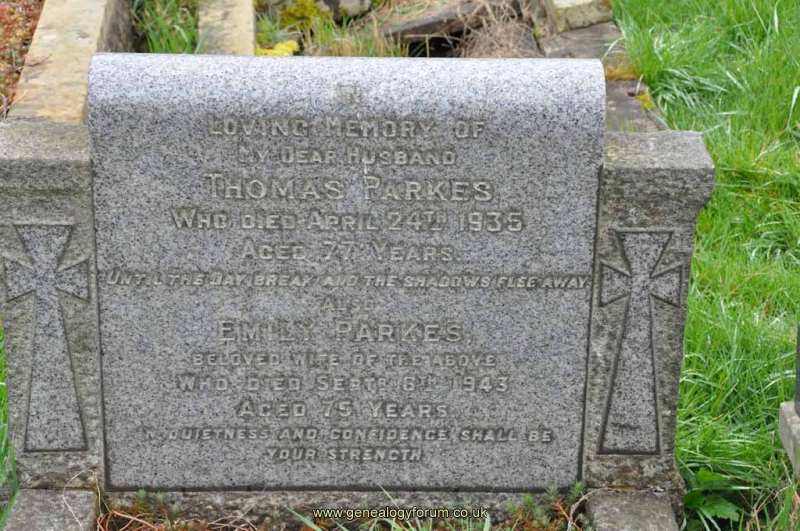 IN
LOVING MEMORY OF
MY DEAR HUSBAND
THOMAS PARKES
WHO DIED APRIL 24TH 1935
AGED 77 YEARS.
UNTIL THE DAY BREAK AND THE SHADOWS FLEE AWAY
ALSO
EMILY PARKES,
BELOVED WIFE OF THE ABOVE
WHO DIED SEPTR 6TH 1943
AGED 75 YEARS.
IN QUIETNESS AND CONFIDENCE SHALL BE
YOUR STRENGTH.
www.genealogyforum.co.uk